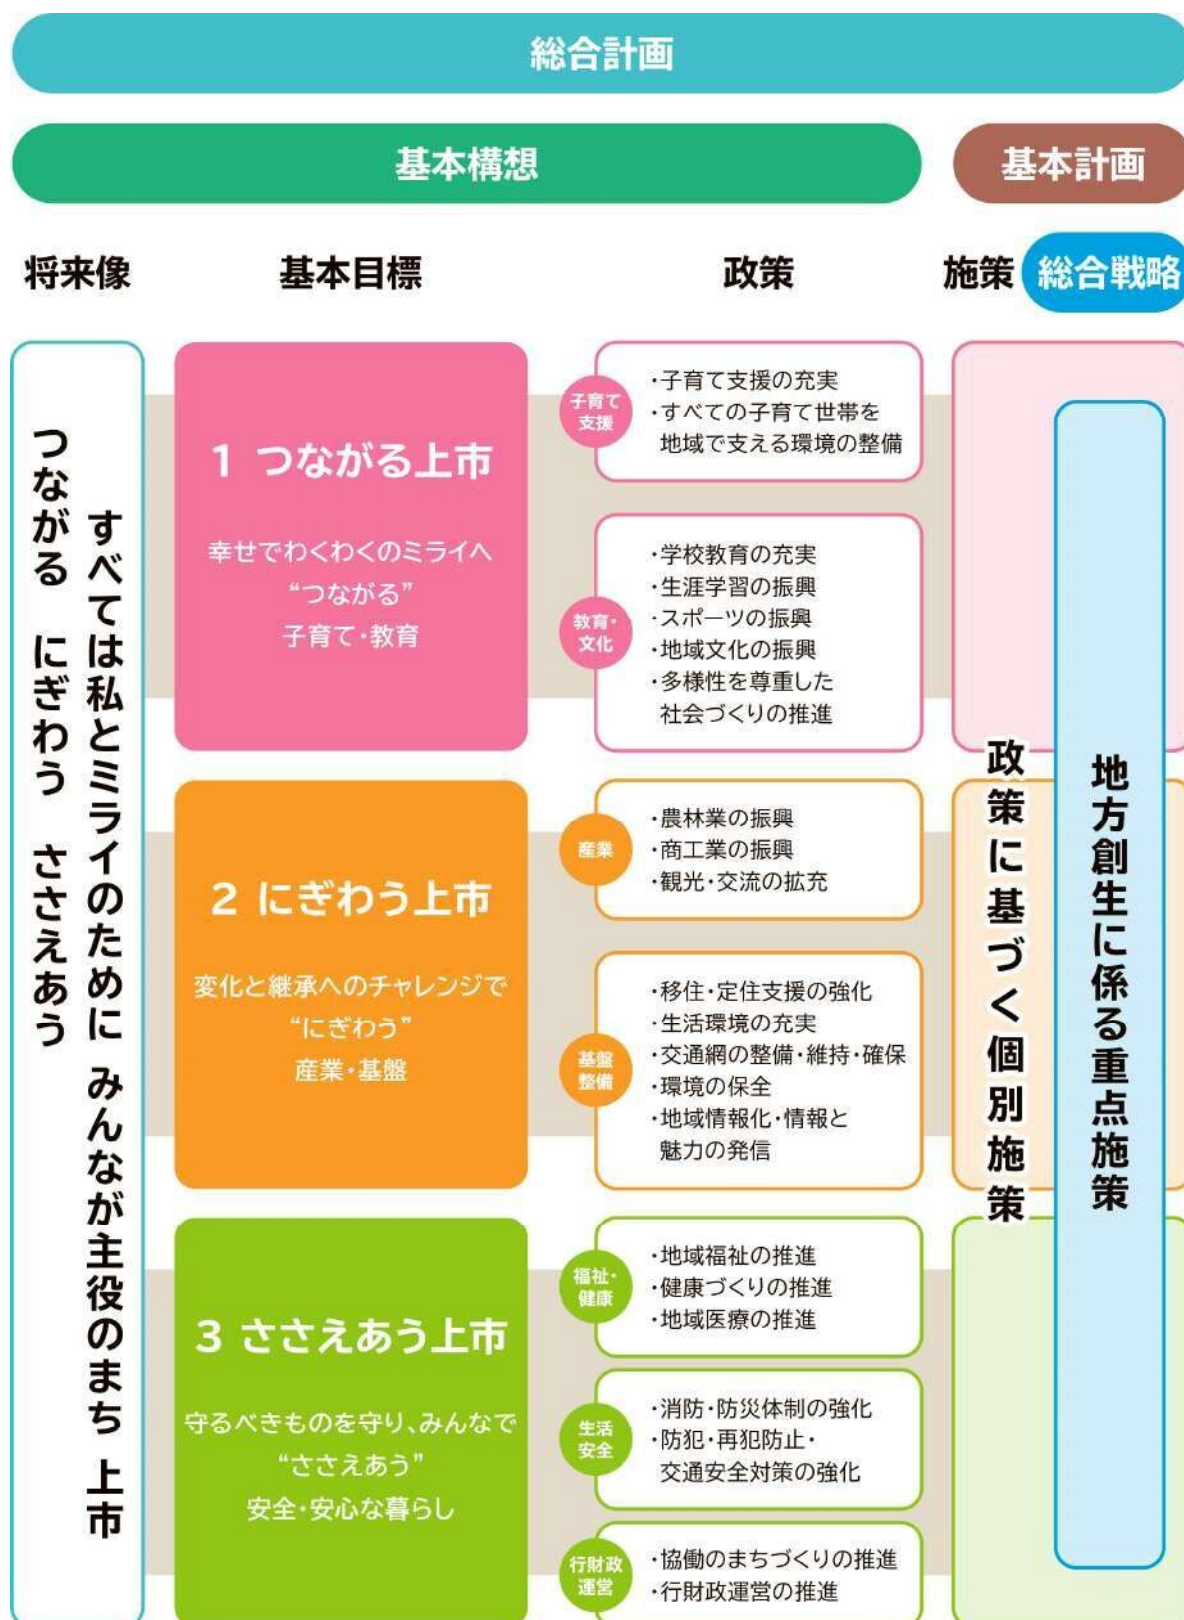 総合計画
基本構想
基本計画
将来像
基本目標
政策
施策
総合戦略
つながる にぎわう ささえあう
すべては私とミライのために みんなが主役のまち 上市
1 つながる上市
幸せでわくわくのミライへ
“つながる”
子育て・教育
子育て
支援
・子育て支援の充実
・すべての子育て世帯を
地域で支える環境の整備
教育・
文化
・学校教育の充実
・生涯学習の振興
・スポーツの振興
・地域文化の振興
・多様性を尊重した
社会づくりの推進
2 にぎわう上市
変化と継承へのチャレンジで
“にぎわう”
産業・基盤
産業
・農林業の振興
・商工業の振興
・観光・交流の拡充
基盤
整備
・移住・定住支援の強化
・生活環境の充実
・交通網の整備・維持・確保
・環境の保全
・地域情報化・情報と
魅力の発信
3 ささえあう上市
守るべきものを守り、みんなで
“ささえあう”
安全・安心な暮らし
福祉・
健康
・地域福祉の推進
・健康づくりの推進
・地域医療の推進
生活
安全
・消防・防災体制の強化
・防犯・再犯防止・
交通安全対策の強化
行財政
運営
・協働のまちづくりの推進
・行財政運営の推進
政策に基づく個別施策
地方創生に係る重点施策